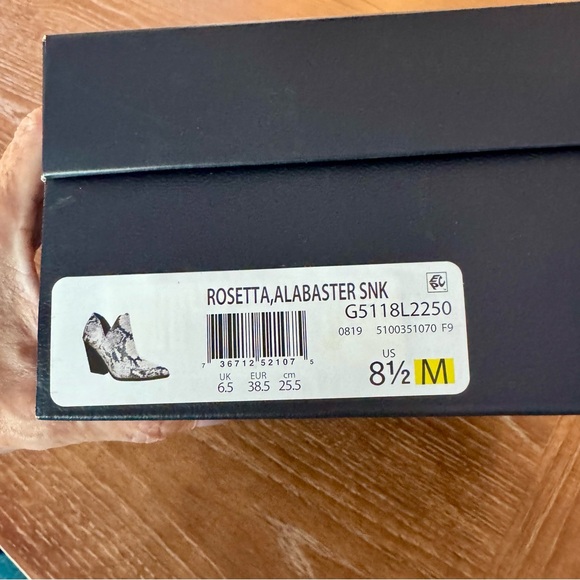 ROSETTA,ALABASTER SNK
G5118L2250
7 36712 52107 5
0819 5100351070 F9
UK EUR cm
6.5 38.5 25.5
US
8½ M